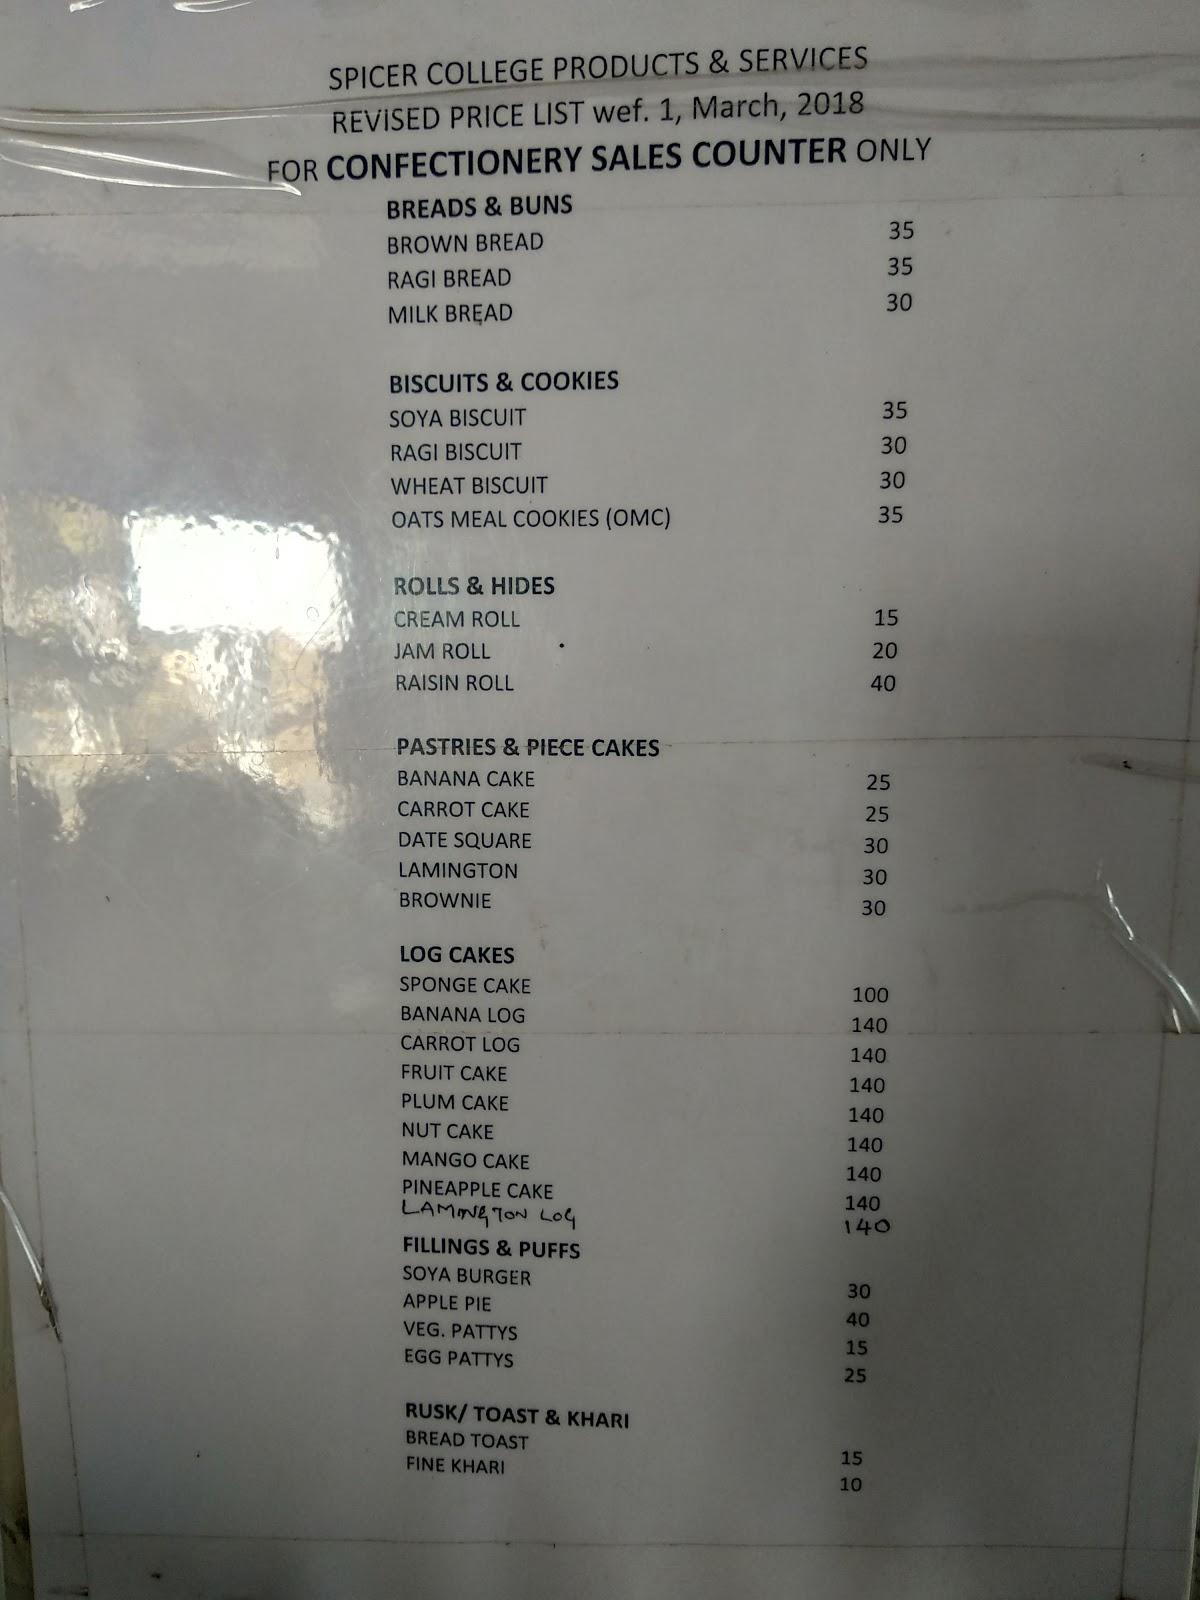 SPICER COLLEGE PRODUCTS & SERVICES
REVISED PRICE LIST wef. 1, March, 2018
FOR CONFECTIONERY SALES COUNTER ONLY
BREADS & BUNS
BROWN BREAD 35
RAGI BREAD 35
MILK BREAD 30
BISCUITS & COOKIES
SOYA BISCUIT 35
RAGI BISCUIT 30
WHEAT BISCUIT 30
OATS MEAL COOKIES (OMC) 35
ROLLS & HIDES
CREAM ROLL 15
JAM ROLL 20
RAISIN ROLL 40
PASTRIES & PIECE CAKES
BANANA CAKE 25
CARROT CAKE 25
DATE SQUARE 30
LAMINGTON 30
BROWNIE 30
LOG CAKES
SPONGE CAKE 100
BANANA LOG 140
CARROT LOG 140
FRUIT CAKE 140
PLUM CAKE 140
NUT CAKE 140
MANGO CAKE 140
PINEAPPLE CAKE 140
LAMINGTON LOG 140
FILLINGS & PUFFS
SOYA BURGER 30
APPLE PIE 40
VEG. PATTYS 15
EGG PATTYS 25
RUSK/ TOAST & KHARI
BREAD TOAST 15
FINE KHARI 10